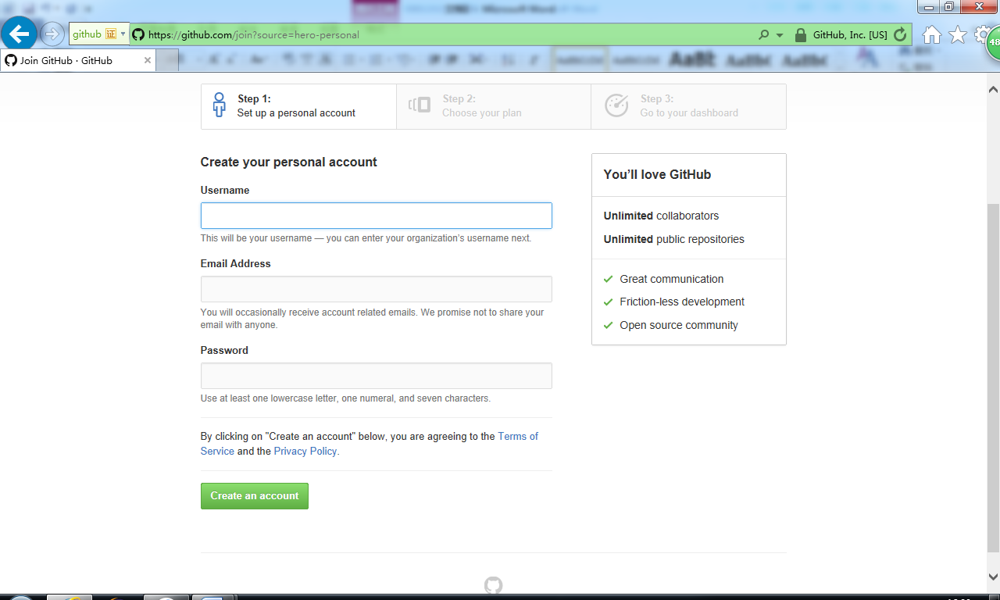 github 证
https://github.com/join?source=hero-personal
GitHub, Inc. [US]
48
Join GitHub · GitHub
AaBb
Step 1:
Set up a personal account
Step 2:
Choose your plan
Step 3:
Go to your dashboard
Create your personal account
Username
This will be your username — you can enter your organization’s username next.
Email Address
You will occasionally receive account related emails. We promise not to share your
email with anyone.
Password
Use at least one lowercase letter, one numeral, and seven characters.
By clicking on "Create an account" below, you are agreeing to the Terms of
Service and the Privacy Policy.
Create an account
You’ll love GitHub
Unlimited collaborators
Unlimited public repositories
Great communication
Friction-less development
Open source community